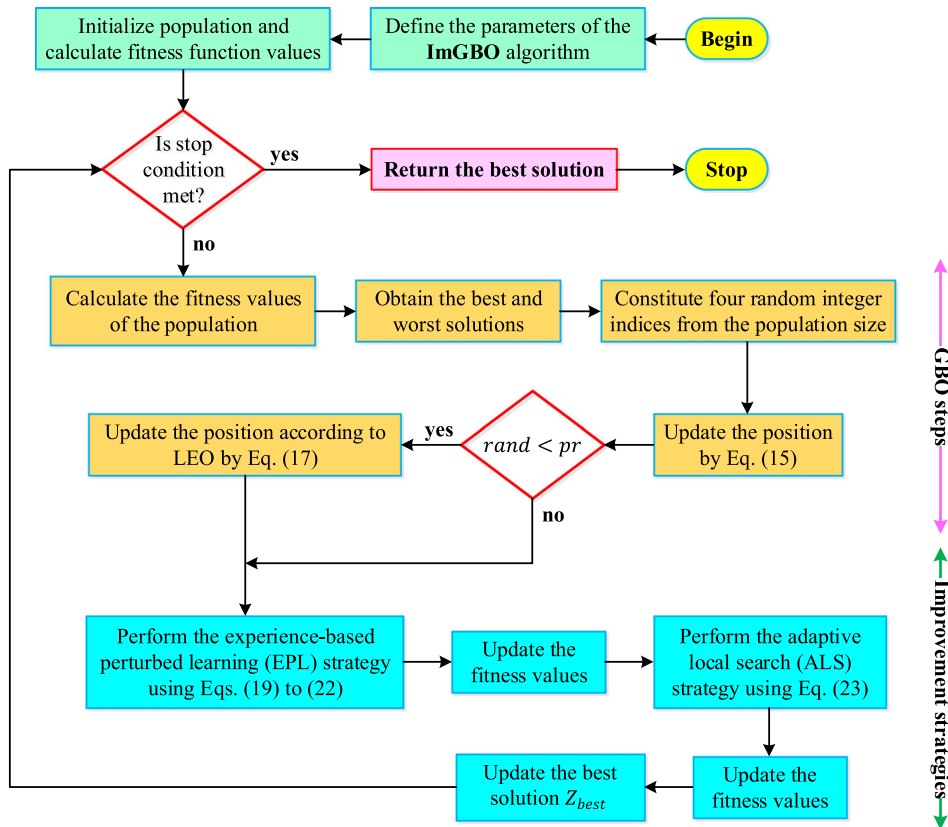 Begin
Define the parameters of the
ImGBO algorithm
Initialize population and
calculate fitness function values
Is stop
condition
met?
yes
Return the best solution
Stop
no
Calculate the fitness values
of the population
Obtain the best and
worst solutions
Constitute four random integer
indices from the population size
Update the position
by Eq. (15)
rand < pr
yes
Update the position according to
LEO by Eq. (17)
no
GBO steps
Perform the experience-based
perturbed learning (EPL) strategy
using Eqs. (19) to (22)
Update the
fitness values
Perform the adaptive
local search (ALS)
strategy using Eq. (23)
Update the
fitness values
Update the best
solution Z_best
Improvement strategies